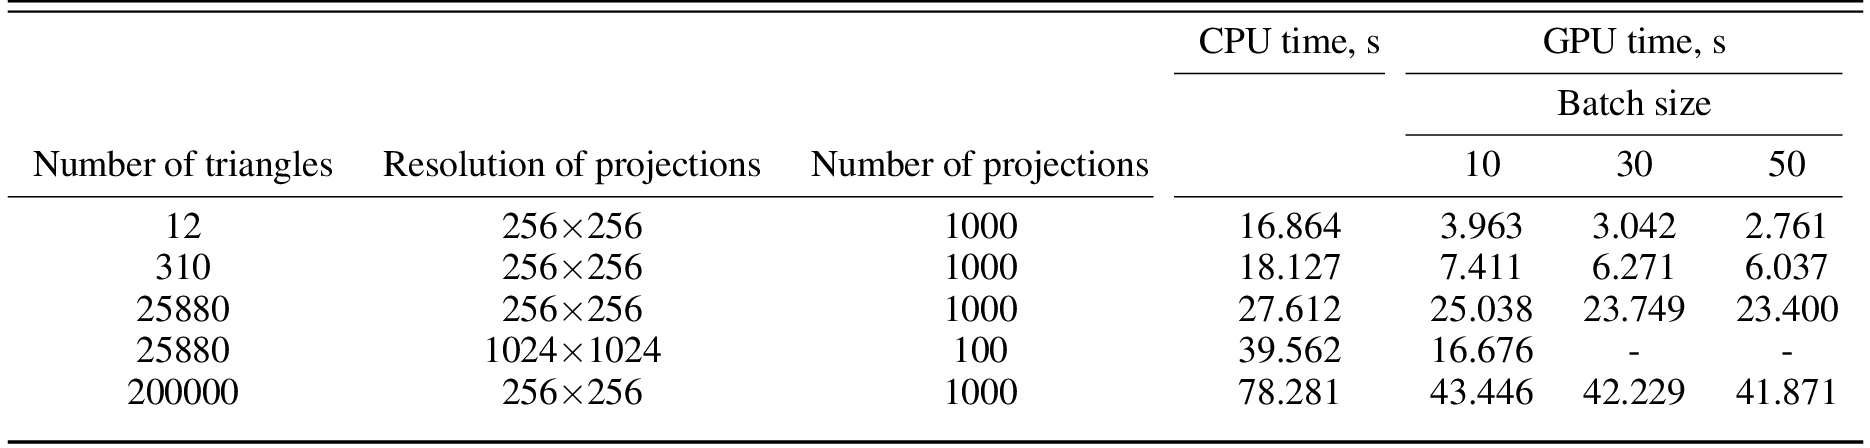 CPU time, s GPU time, s
Batch size
Number of triangles Resolution of projections Number of projections 10 30 50
12 256×256 1000 16.864 3.963 3.042 2.761
310 256×256 1000 18.127 7.411 6.271 6.037
25880 256×256 1000 27.612 25.038 23.749 23.400
25880 1024×1024 100 39.562 16.676 - -
200000 256×256 1000 78.281 43.446 42.229 41.871